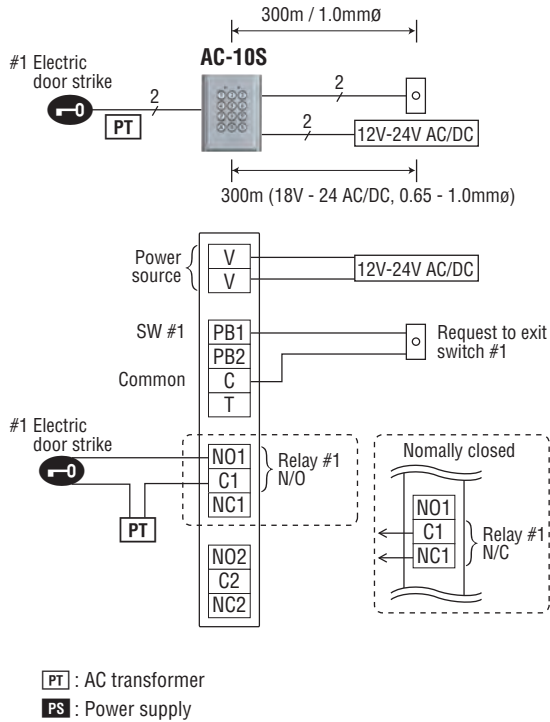 300m / 1.0mmø
AC-10S
#1 Electric
door strike
2
2
PT
2
12V-24V AC/DC
300m (18V - 24 AC/DC, 0.65 - 1.0mmø)
Power
source
V
V
12V-24V AC/DC
SW #1
PB1
PB2
Common
C
T
Request to exit
switch #1
#1 Electric
door strike
NO1
C1
NC1
Relay #1
N/O
PT
NO2
C2
NC2
Nomally closed
NO1
C1
NC1
Relay #1
N/C
PT : AC transformer
PS : Power supply